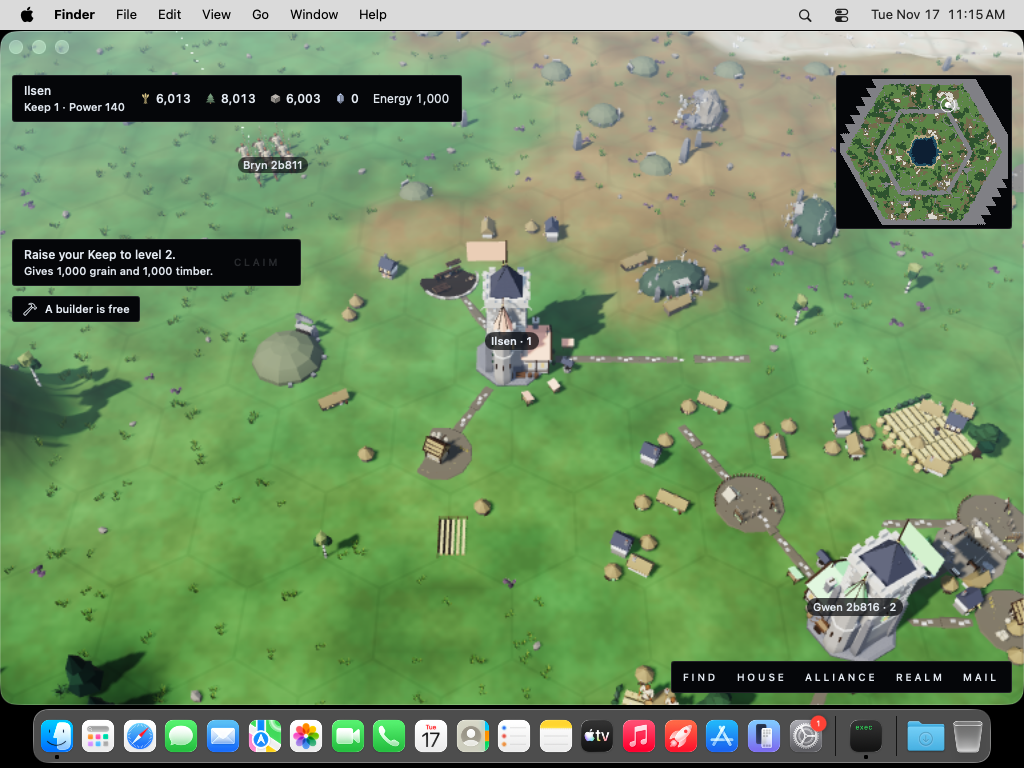 Finder File Edit View Go Window Help Tue Nov 17 11:15 AM
Ilsen
Keep 1 · Power 140
6,013 8,013 6,003 0 Energy 1,000
Bryn 2b811
Raise your Keep to level 2.
Gives 1,000 grain and 1,000 timber.
CLAIM
A builder is free
Ilsen · 1
Gwen 2b816 · 2
FIND HOUSE ALLIANCE REALM MAIL
Tue
17
tv
1
exec